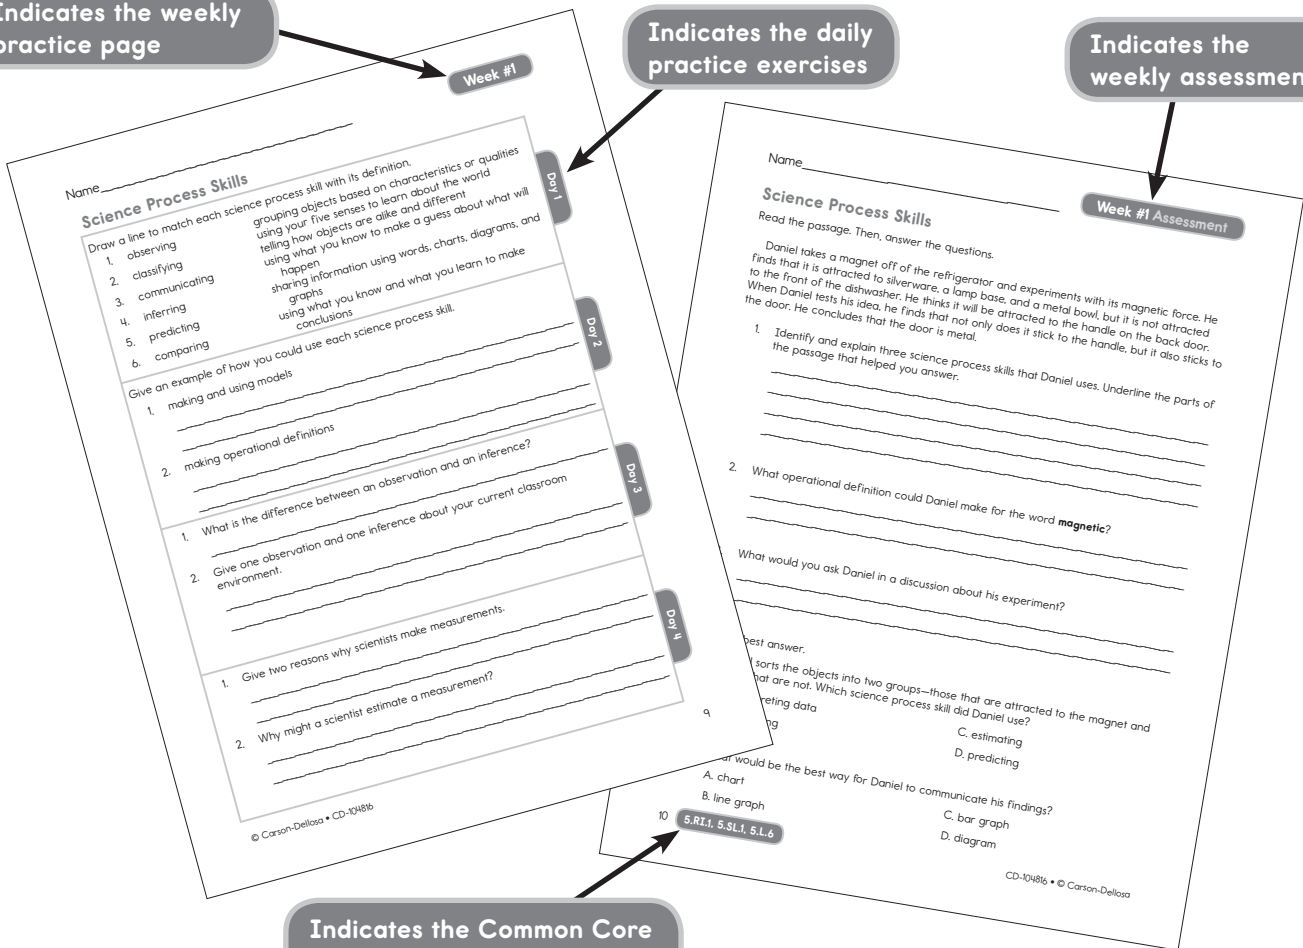 Indicates the weekly
practice page
Indicates the daily
practice exercises
Indicates the
weekly
Week #1
Name
Science Process Skills
Day 1
Draw a line to match each science process skill with its definition.
1. observing
2. classifying
3. communicating
4. inferring
5. predicting
6. comparing
grouping objects based on characteristics or qualities
using your five senses to learn about the world
telling how objects are alike and different
using what you know to make a guess about what will
happen
sharing information using words, charts, diagrams, and
graphs
using what you know and what you learn to make
conclusions
Day 2
Give an example of how you could use each science process skill.
1. making and using models
2. making operational definitions
Day 3
1. What is the difference between an observation and an inference?
2. Give one observation and one inference about your current classroom
environment.
Day 4
1. Give two reasons why scientists make measurements.
2. Why might a scientist estimate a measurement?
© Carson-Dellosa • CD-104816
9
Name
Week #1 Assessment
Science Process Skills
Read the passage. Then, answer the questions.
Daniel takes a magnet off of the refrigerator and experiments with its magnetic force. He
finds that it is attracted to silverware, a lamp base, and a metal bowl, but it is not attracted
to the front of the dishwasher. He thinks it will be attracted to the handle on the back door.
When Daniel tests his idea, he finds that not only does it stick to the handle, but it also sticks to
the door. He concludes that the door is metal.
1. Identify and explain three science process skills that Daniel uses. Underline the parts of
the passage that helped you answer.
2. What operational definition could Daniel make for the word magnetic?
What would you ask Daniel in a discussion about his experiment?
best answer.
sorts the objects into two groups—those that are attracted to the magnet and
that are not. Which science process skill did Daniel use?
data
C. estimating
D. predicting
would be the best way for Daniel to communicate his findings?
A. chart
B. line graph
C. bar graph
D. diagram
10
5.RI.1, 5.SL.1, 5.L.6
CD-104816 • © Carson-Dellosa
Indicates the Common Core